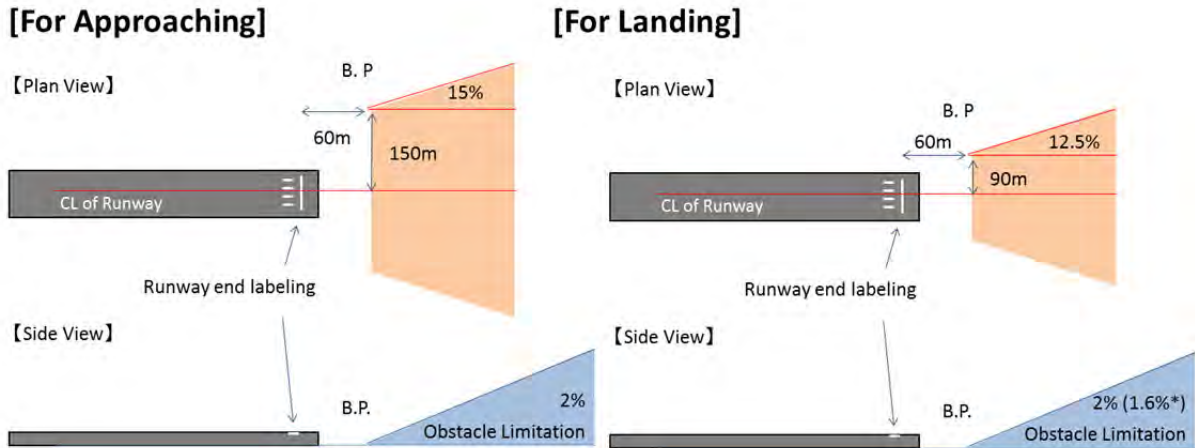 [For Approaching]
【Plan View】
B. P
15%
60m
150m
CL of Runway
Runway end labeling
【Side View】
B.P.
2%
Obstacle Limitation
[For Landing]
【Plan View】
B. P
60m
12.5%
90m
CL of Runway
Runway end labeling
【Side View】
B.P.
2% (1.6%*)
Obstacle Limitation